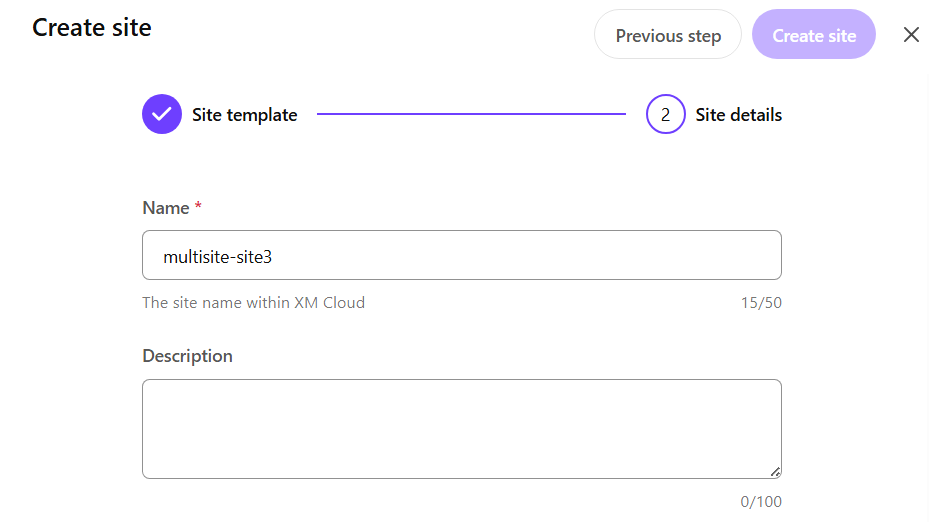 Create site
Previous step
Create site
Site template
2
Site details
Name *
multisite-site3
The site name within XM Cloud
15/50
Description
0/100